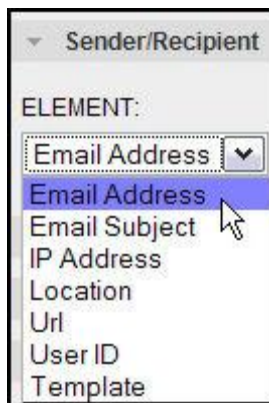 Sender/Recipient
ELEMENT:
Email Address
Email Address
Email Subject
IP Address
Location
Url
User ID
Template